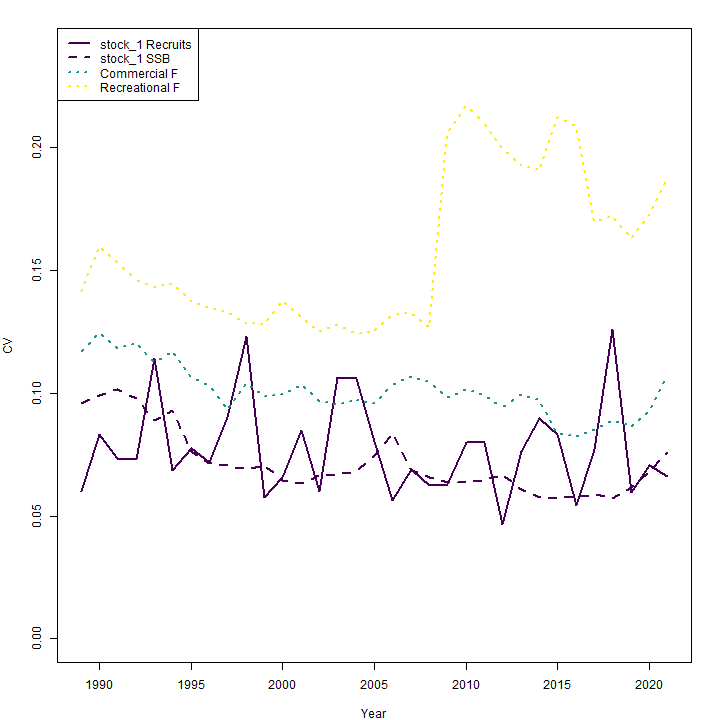 stock_1 Recruits
stock_1 SSB
Commercial F
Recreational F
0.20
0.15
0.10
0.05
0.00
CV
1990 1995 2000 2005 2010 2015 2020
Year